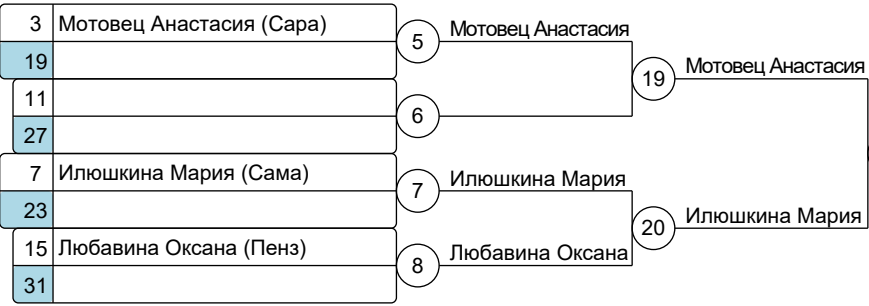 3 Мотовец Анастасия (Сара)
19
5 Мотовец Анастасия
11
27
6
19 Мотовец Анастасия
7 Илюшкина Мария (Сама)
23
7 Илюшкина Мария
15 Любавина Оксана (Пенз)
31
8 Любавина Оксана
20 Илюшкина Мария